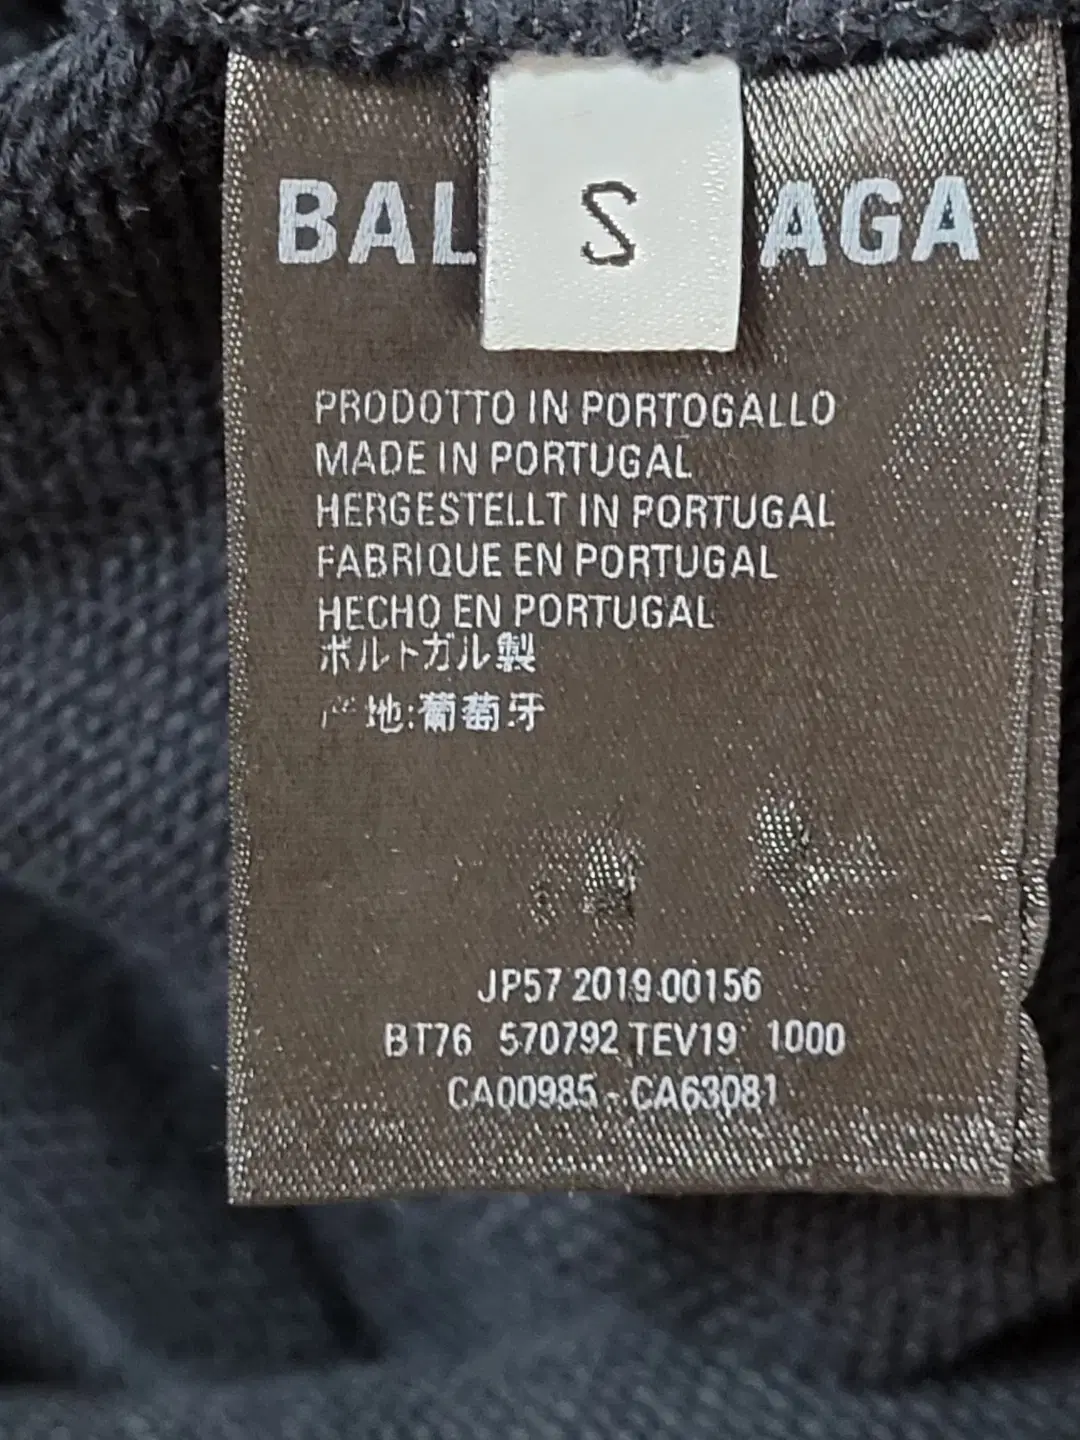 BAL AGA
S
PRODOTTO IN PORTOGALLO
MADE IN PORTUGAL
HERGESTELLT IN PORTUGAL
FABRIQUE EN PORTUGAL
HECHO EN PORTUGAL
ポルトガル製
产地:葡萄牙
JP57 2019.00156
BT76 570792 TEV19 1000
CA00985 - CA63081